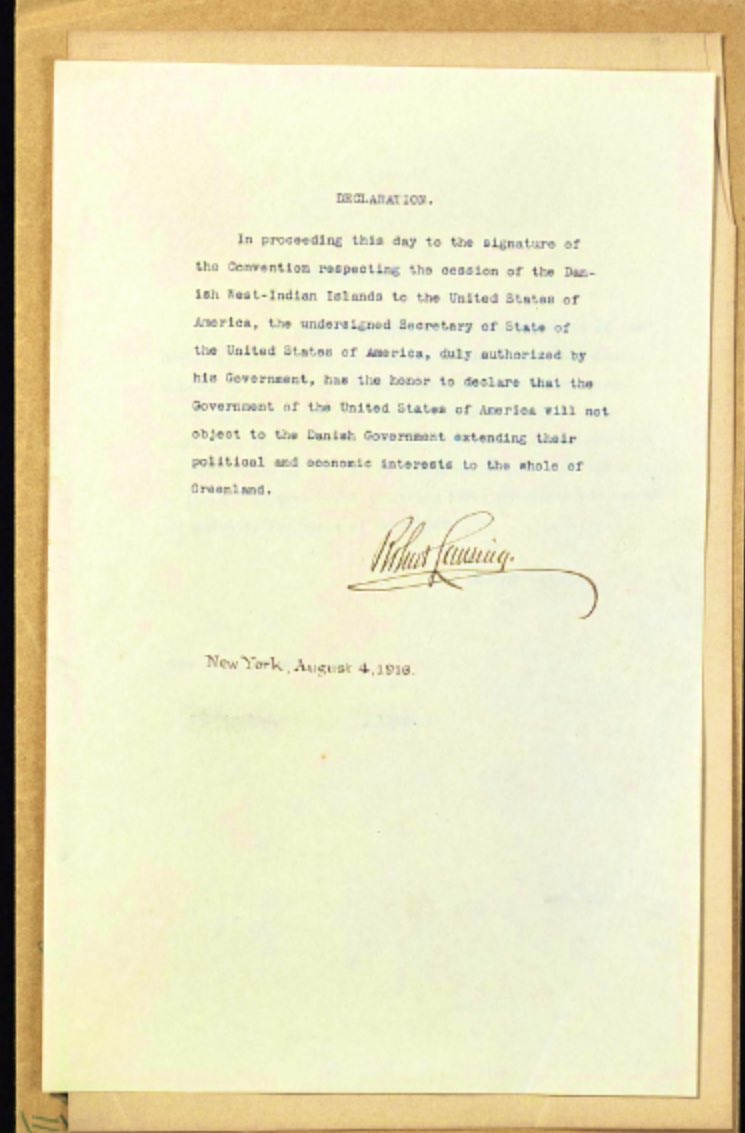 DECLARATION.
In proceeding this day to the signature of
the Convention respecting the cession of the Dan-
ish West-Indian Islands to the United States of
America, the undersigned Secretary of State of
the United States of America, duly authorized by
his Government, has the honor to declare that the
Government of the United States of America will not
object to the Danish Government extending their
political and economic interests to the whole of
Greenland.
Robert Lansing.
New York, August 4, 1916.